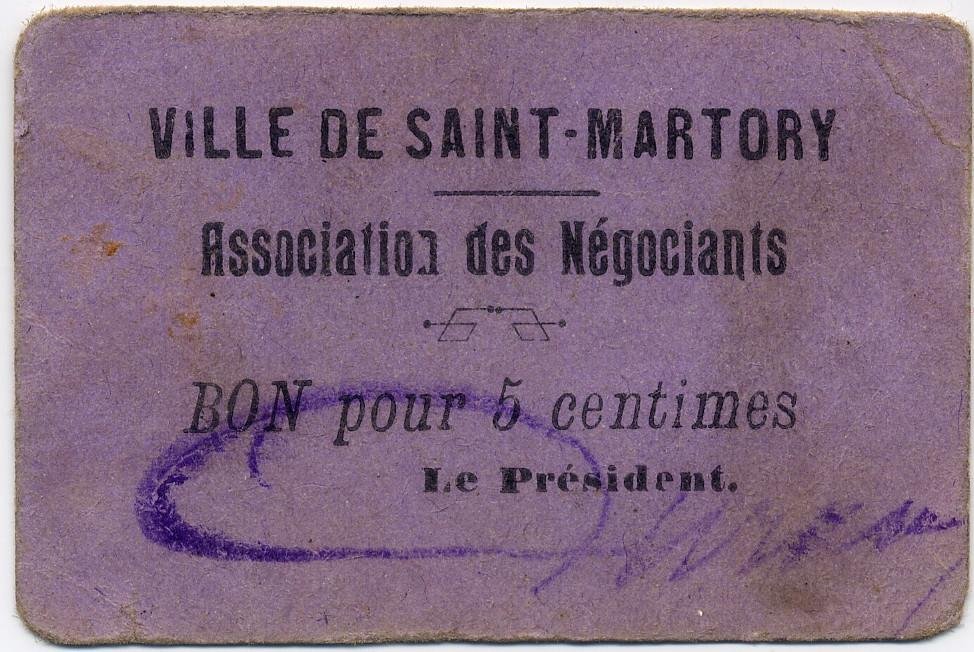 VILLE DE SAINT-MARTORY
Association des Négociants
BON pour 5 centimes
Le Président.